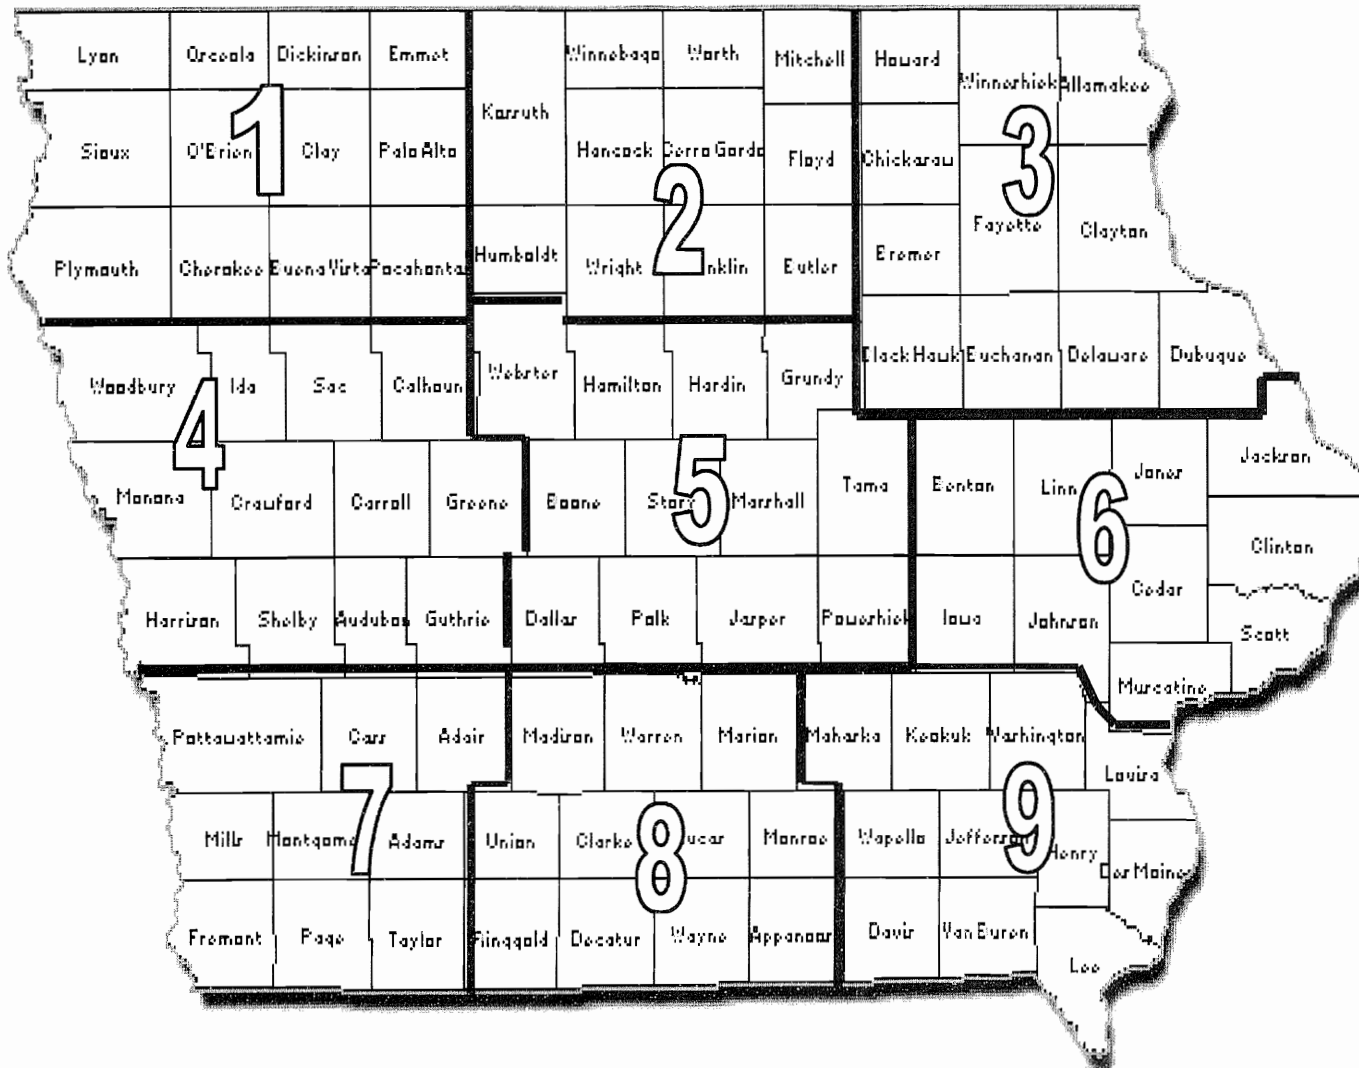 Lyon Osceola Dickinson Emmet Winnebago Worth Mitchell Howard
Kossuth Winneshiek Allamakee
1 3
Sioux O'Brien Clay Palo Alto Hancock Cerro Gordo Floyd Chickasaw
2
Fayette Clayton
Plymouth Cherokee Buena Vista Pocahontas Humboldt Wright nklin Butler Bremer
Black Hawk Buchanan Delaware Dubuque
Woodbury Ida Sac Calhoun Webster Hamilton Hardin Grundy
4 5 6
Monona Crawford Carroll Greene Boone Story Marshall Tama Benton Linn Jones Jackson
Clinton
Cedar
Harrison Shelby Audubon Guthrie Dallas Polk Jasper Poweshiek Iowa Johnson Scott
Muscatine
Pottawattamie Cass Adair Madison Warren Marion Mahaska Keokuk Washington
Louisa
7 8 9
Mills Montgome Adams Union Clarke ucas Monroe Wapello Jefferson Henry
Des Moines
Fremont Page Taylor Ringgold Decatur Wayne Appanoose Davis Van Buren
Lee